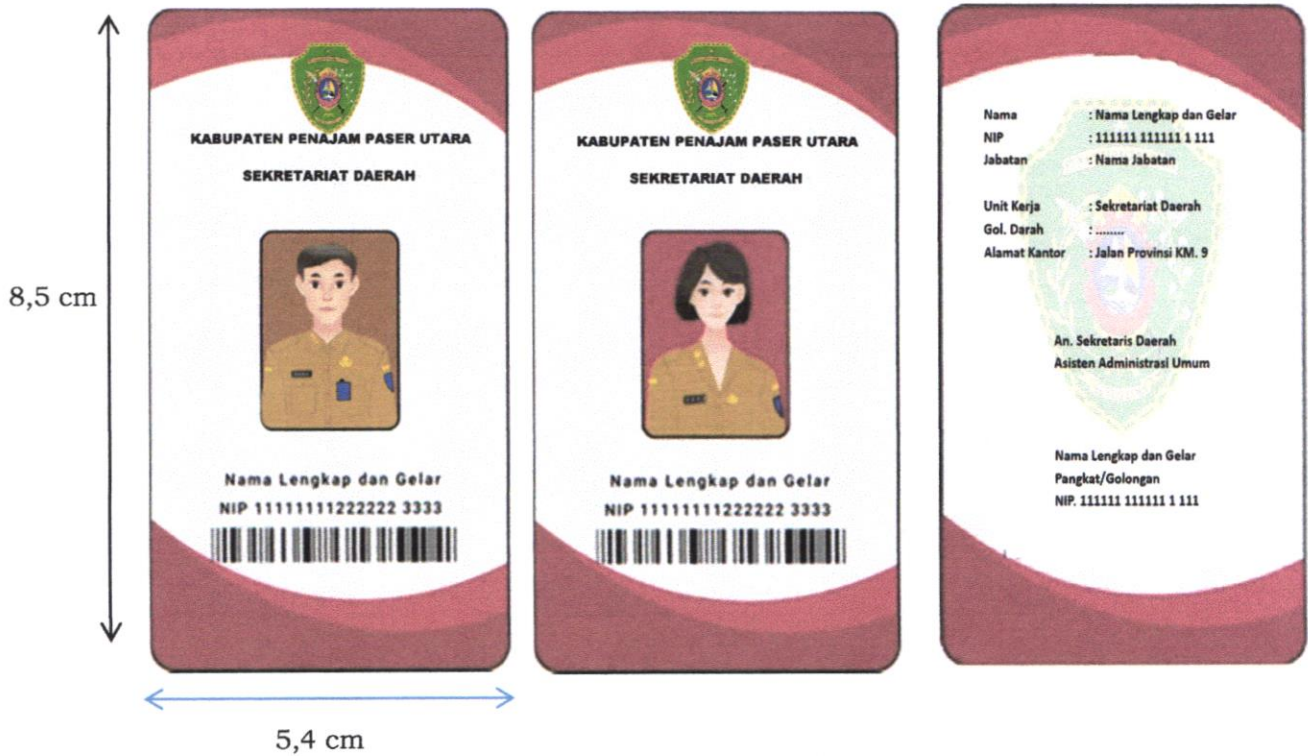 8,5 cm
KABUPATEN PENAJAM PASER UTARA
SEKRETARIAT DAERAH
Nama Lengkap dan Gelar
NIP 11111111222222 3333
KABUPATEN PENAJAM PASER UTARA
SEKRETARIAT DAERAH
Nama Lengkap dan Gelar
NIP 11111111222222 3333
Nama : Nama Lengkap dan Gelar
NIP : 111111 111111 1 111
Jabatan : Nama Jabatan
Unit Kerja : Sekretariat Daerah
Gol. Darah : ........
Alamat Kantor : Jalan Provinsi KM. 9
An. Sekretaris Daerah
Asisten Administrasi Umum
Nama Lengkap dan Gelar
Pangkat/Golongan
NIP. 111111 111111 1 111
5,4 cm